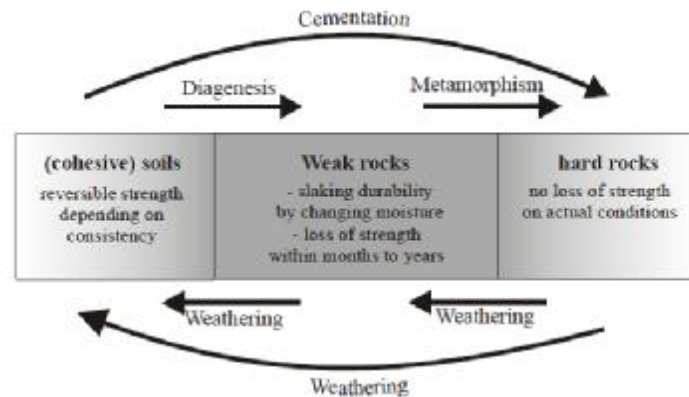 Cementation
Diagenesis
Metamorphism
(cohesive) soils
reversible strength
depending on
consistency
Weak rocks
- slaking durability
by changing moisture
- loss of strength
within months to years
hard rocks
no loss of strength
on actual conditions
Weathering
Weathering
Weathering